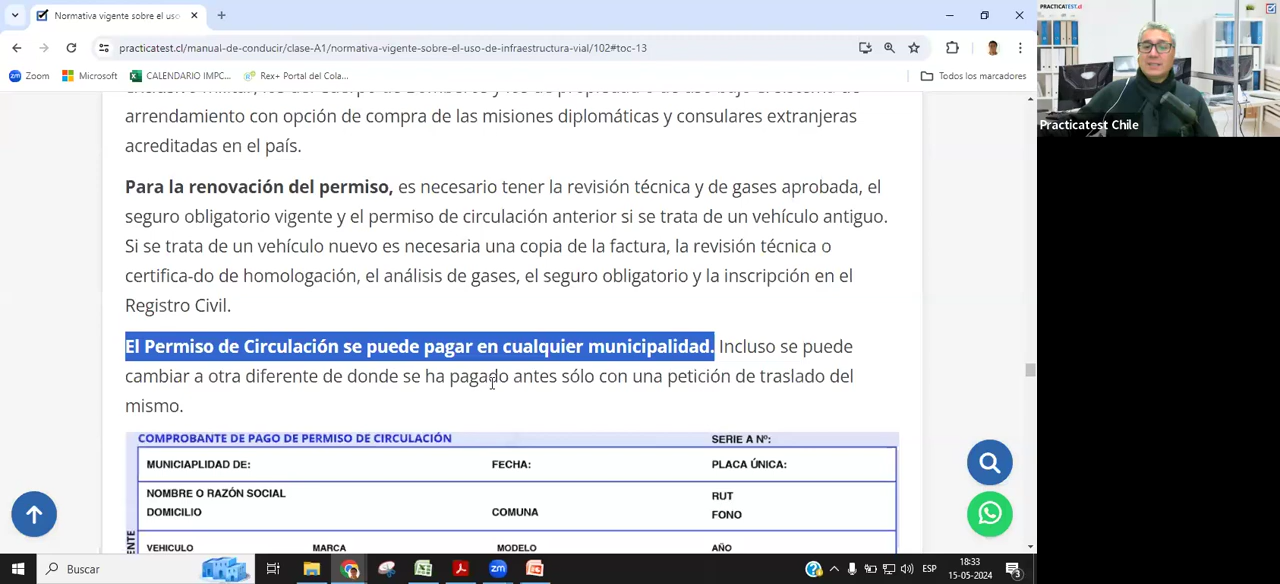 Normativa vigente sobre el uso
practicatest.cl/manual-de-conducir/clase-A1/normativa-vigente-sobre-el-uso-de-infraestructura-vial/102#toc-13
Zoom
Microsoft
CALENDARIO IMPC...
Rex+ Portal del Cola...
Todos los marcadores
arrendamiento con opción de compra de las misiones diplomáticas y consulares extranjeras
acreditadas en el país.
Para la renovación del permiso, es necesario tener la revisión técnica y de gases aprobada, el
seguro obligatorio vigente y el permiso de circulación anterior si se trata de un vehículo antiguo.
Si se trata de un vehículo nuevo es necesaria una copia de la factura, la revisión técnica o
certifica-do de homologación, el análisis de gases, el seguro obligatorio y la inscripción en el
Registro Civil.
El Permiso de Circulación se puede pagar en cualquier municipalidad. Incluso se puede
cambiar a otra diferente de donde se ha pagado antes sólo con una petición de traslado del
mismo.
COMPROBANTE DE PAGO DE PERMISO DE CIRCULACIÓN
SERIE A Nº:
MUNICIAPLIDAD DE:
FECHA:
PLACA ÚNICA:
NOMBRE O RAZÓN SOCIAL
RUT
DOMICILIO
COMUNA
FONO
VEHICULO
MARCA
MODELO
AÑO
PRACTICATEST.cl
Practicatest Chile
Buscar
ESP
18:33
15-05-2024
3